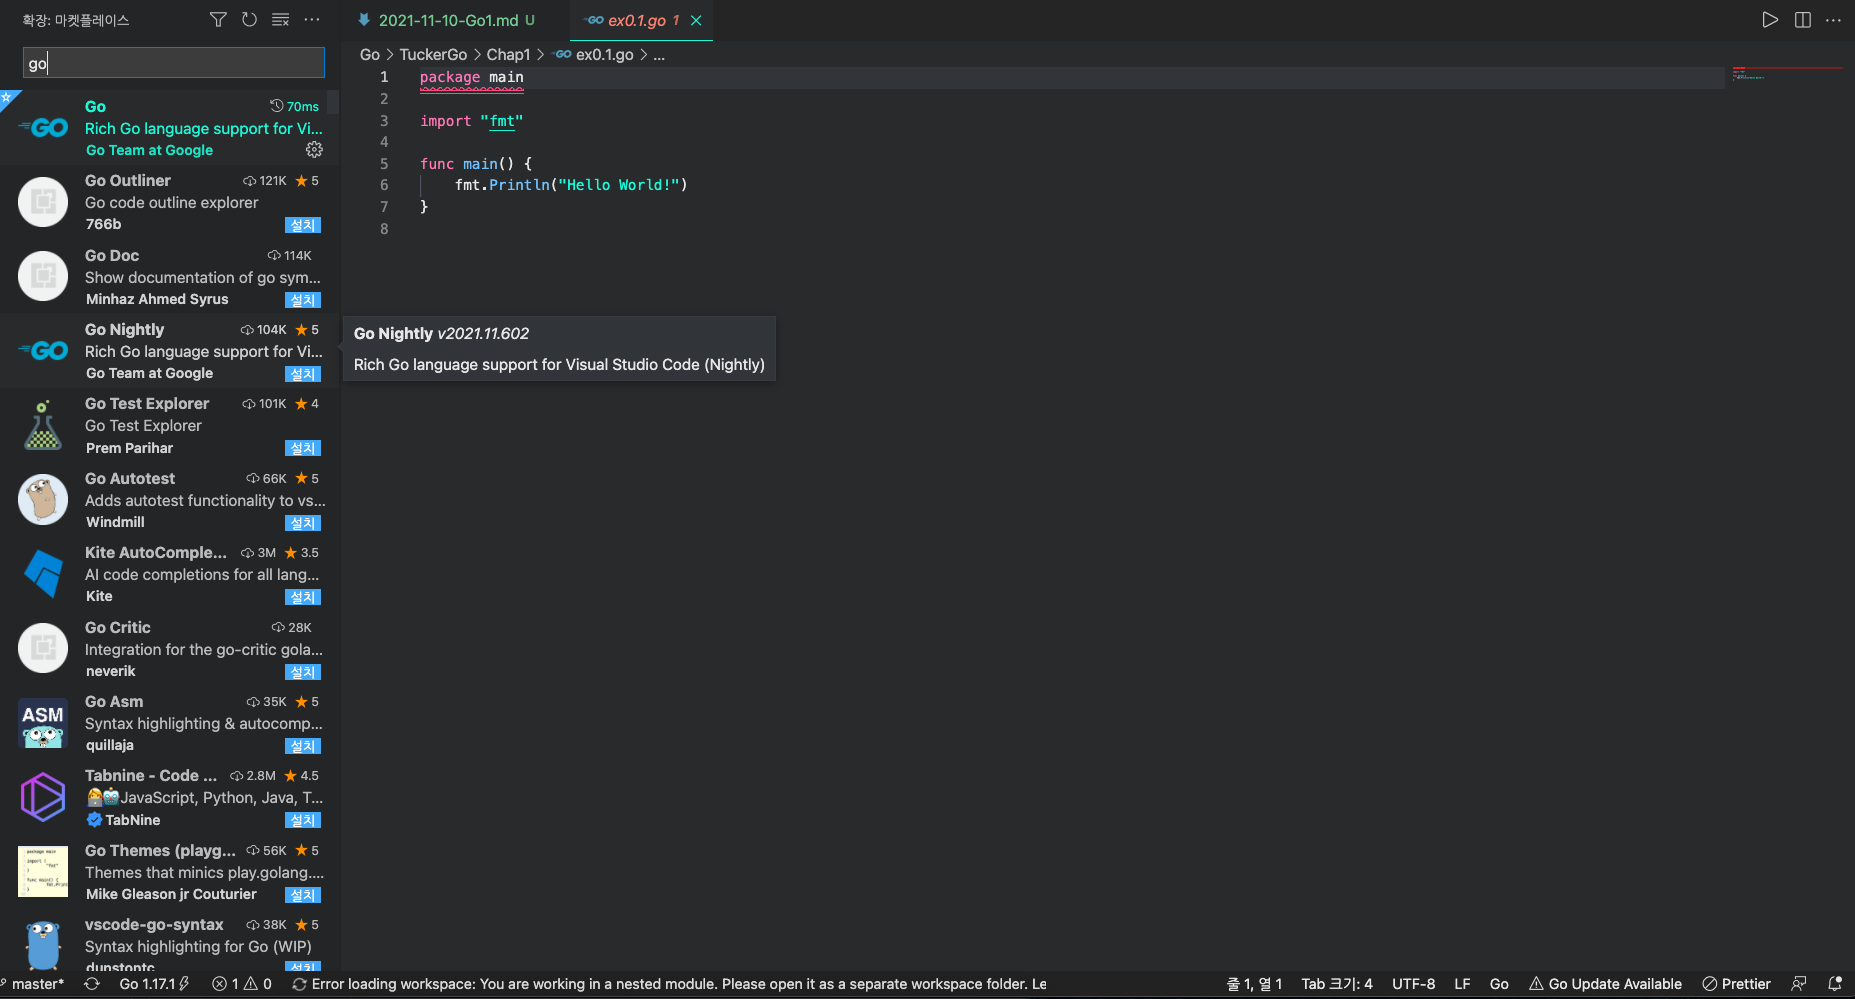 확장: 마켓플레이스
go
Go 70ms
Rich Go language support for Vi...
Go Team at Google
Go Outliner 121K ★ 5
Go code outline explorer
766b 설치
Go Doc 114K
Show documentation of go sym...
Minhaz Ahmed Syrus 설치
Go Nightly 104K ★ 5
Rich Go language support for Vi...
Go Team at Google 설치
Go Test Explorer 101K ★ 4
Go Test Explorer
Prem Parihar 설치
Go Autotest 66K ★ 5
Adds autotest functionality to vs...
Windmill 설치
Kite AutoComple... 3M ★ 3.5
AI code completions for all lang...
Kite 설치
Go Critic 28K
Integration for the go-critic gola...
neverik 설치
ASM
Go Asm 35K ★ 5
Syntax highlighting & autocomp...
quillaja 설치
Tabnine - Code ... 2.8M ★ 4.5
JavaScript, Python, Java, T...
TabNine 설치
Go Themes (playg... 56K ★ 5
Themes that minics play.golang....
Mike Gleason jr Couturier 설치
vscode-go-syntax 38K ★ 5
Syntax highlighting for Go (WIP)
dunstontc 설치
2021-11-10-Go1.md U
ex0.1.go 1
Go > TuckerGo > Chap1 > ex0.1.go > ...
1 package main
2
3 import "fmt"
4
5 func main() {
6 fmt.Println("Hello World!")
7 }
8
Go Nightly v2021.11.602
Rich Go language support for Visual Studio Code (Nightly)
master* Go 1.17.1 1 0 Error loading workspace: You are working in a nested module. Please open it as a separate workspace folder. Le 줄 1, 열 1 Tab 크기: 4 UTF-8 LF Go Go Update Available Prettier